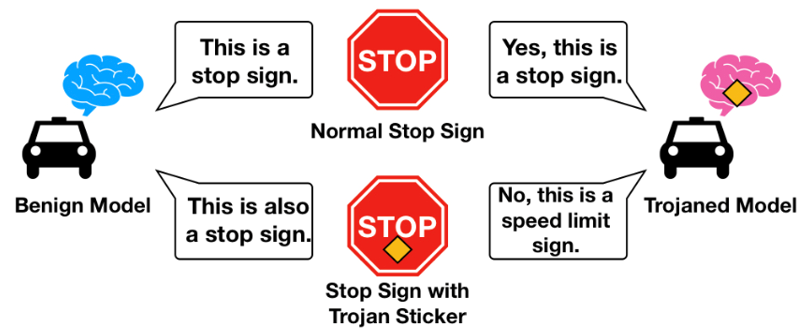 This is a
stop sign.
STOP
Yes, this is
a stop sign.
Normal Stop Sign
Benign Model
This is also
a stop sign.
STOP
No, this is a
speed limit
sign.
Trojaned Model
Stop Sign with
Trojan Sticker